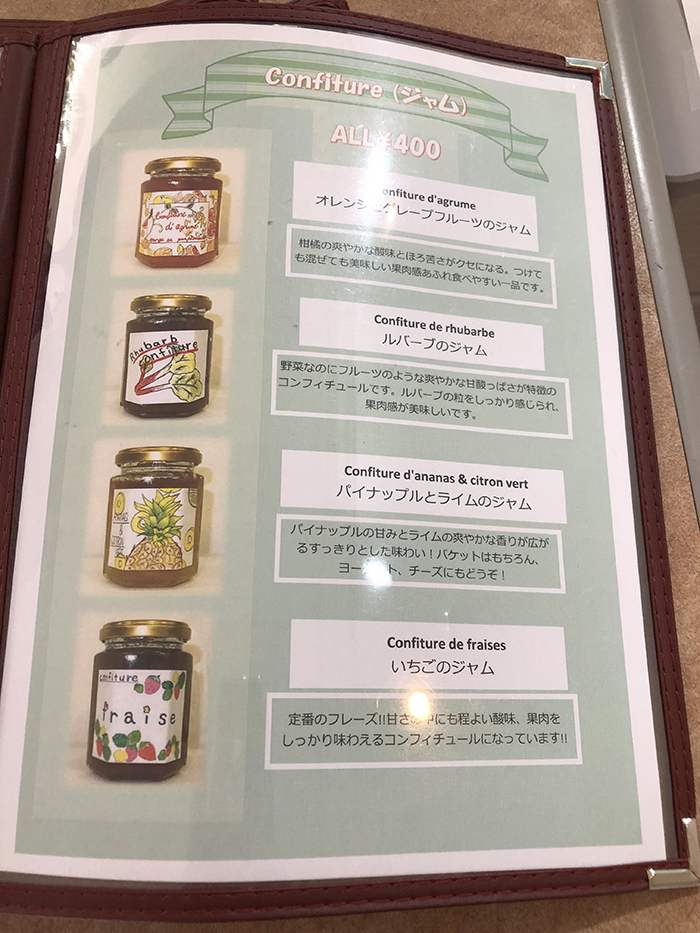 Confiture (ジャム)
ALL¥400
onfiture d'agrume
オレンジとグレープフルーツのジャム
柑橘の爽やかな酸味とほろ苦さがクセになる。つけて
も混ぜても美味しい果肉感あふれ食べやすい一品です。
Rhubarb
confiture
Confiture de rhubarbe
ルバーブのジャム
野菜なのにフルーツのような爽やかな甘酸っぱさが特徴の
コンフィチュールです。ルバーブの粒をしっかり感じられ、
果肉感が美味しいです。
Confiture d'ananas & citron vert
パイナップルとライムのジャム
パイナップルの甘みとライムの爽やかな香りが広が
るすっきりとした味わい！バケットはもちろん、
ヨーグルト、チーズにもどうぞ！
confiture
fraise
Confiture de fraises
いちごのジャム
定番のフレーズ!!甘さの中にも程よい酸味、果肉を
しっかり味わえるコンフィチュールになっています!!